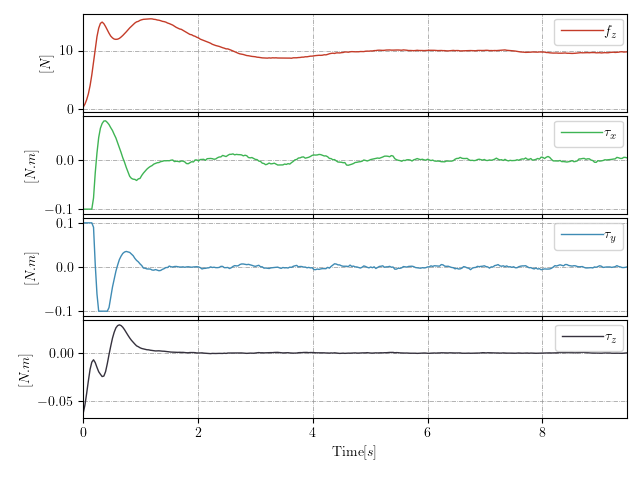 10
0
[N]
f_z
0.0
−0.1
[N.m]
τ_x
0.1
0.0
−0.1
[N.m]
τ_y
0.00
−0.05
[N.m]
τ_z
0 2 4 6 8
Time[s]